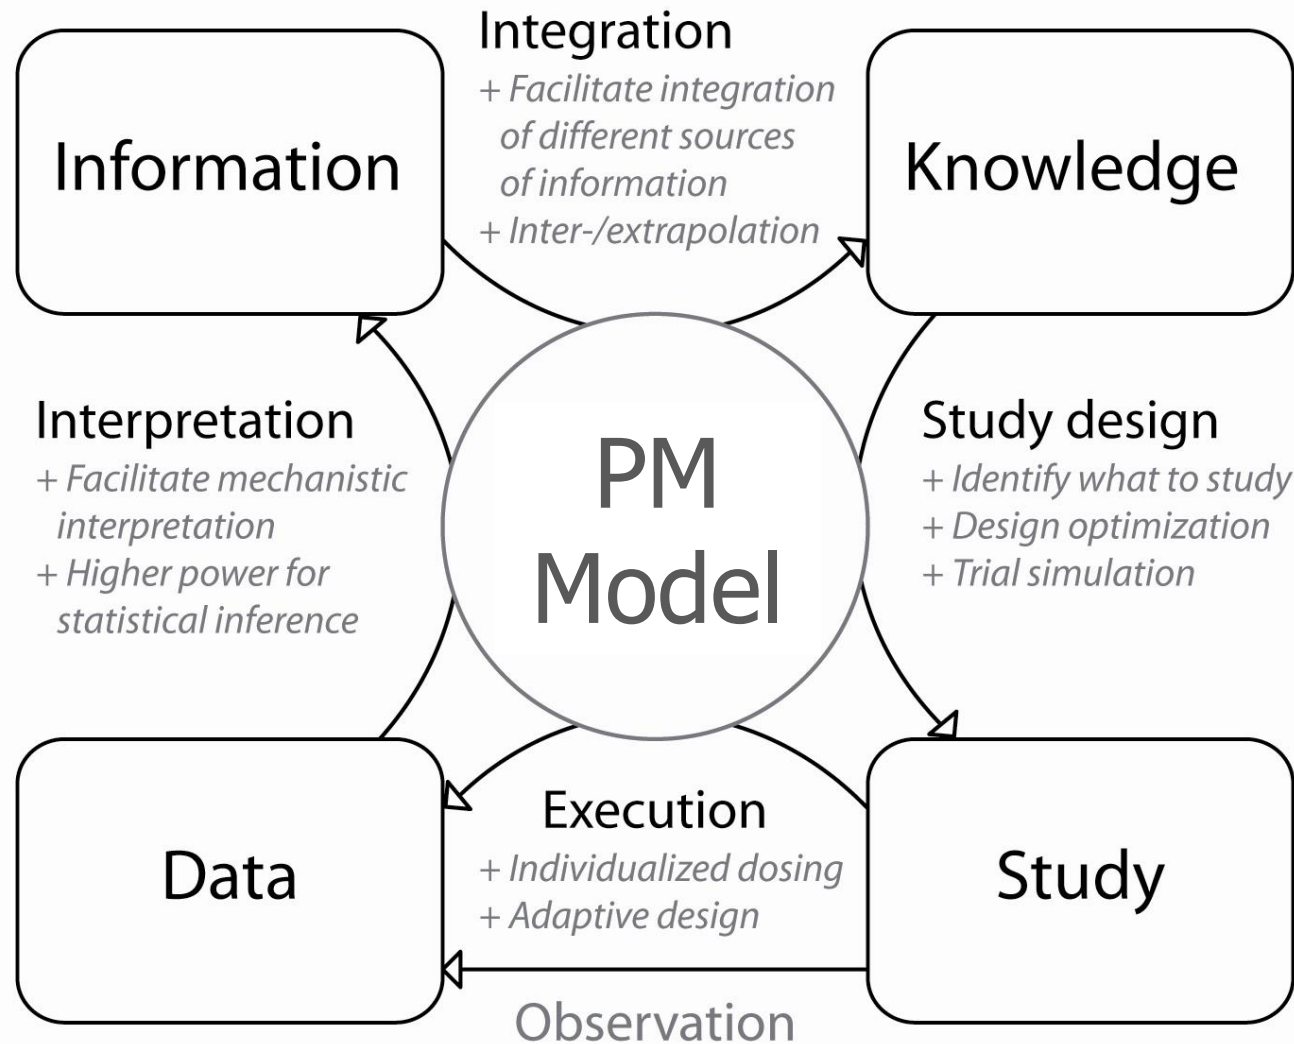 Integration
+ Facilitate integration
of different sources
of information
+ Inter-/extrapolation
Information
Knowledge
Interpretation
+ Facilitate mechanistic
interpretation
+ Higher power for
statistical inference
PM
Model
Study design
+ Identify what to study
+ Design optimization
+ Trial simulation
Data
Execution
+ Individualized dosing
+ Adaptive design
Study
Observation